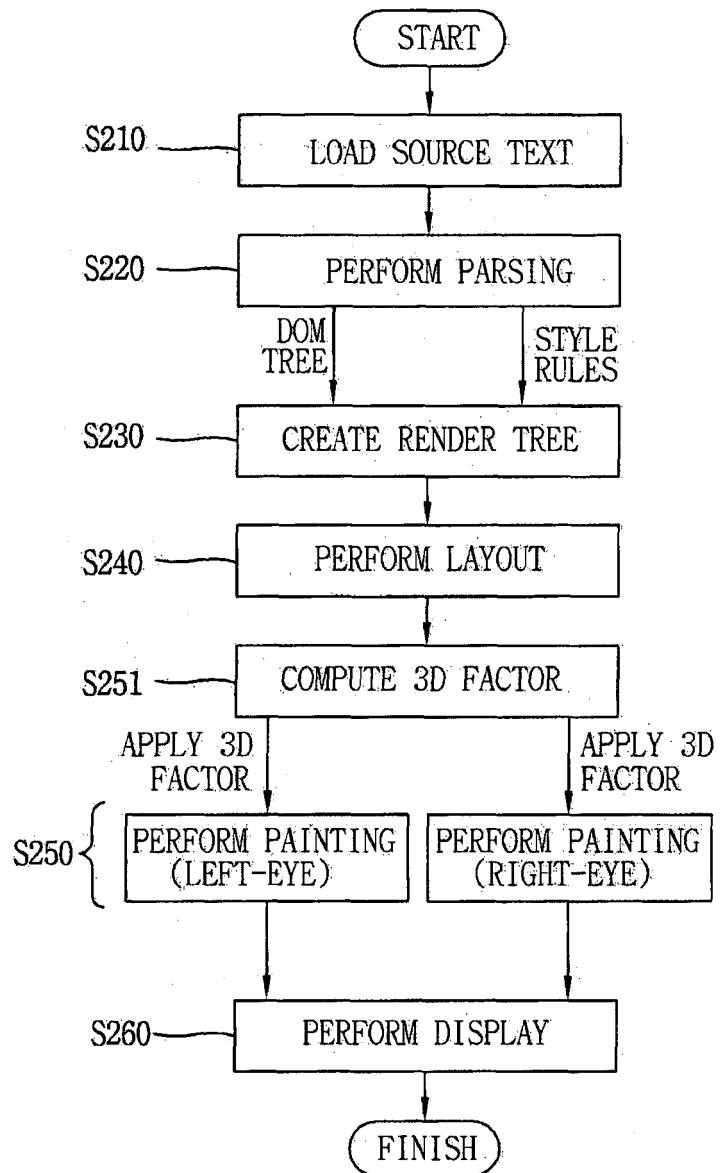 START
S210
LOAD SOURCE TEXT
S220
PERFORM PARSING
DOM
TREE
STYLE
RULES
S230
CREATE RENDER TREE
S240
PERFORM LAYOUT
S251
COMPUTE 3D FACTOR
APPLY 3D
FACTOR
APPLY 3D
FACTOR
S250
PERFORM PAINTING
(LEFT-EYE)
PERFORM PAINTING
(RIGHT-EYE)
S260
PERFORM DISPLAY
FINISH